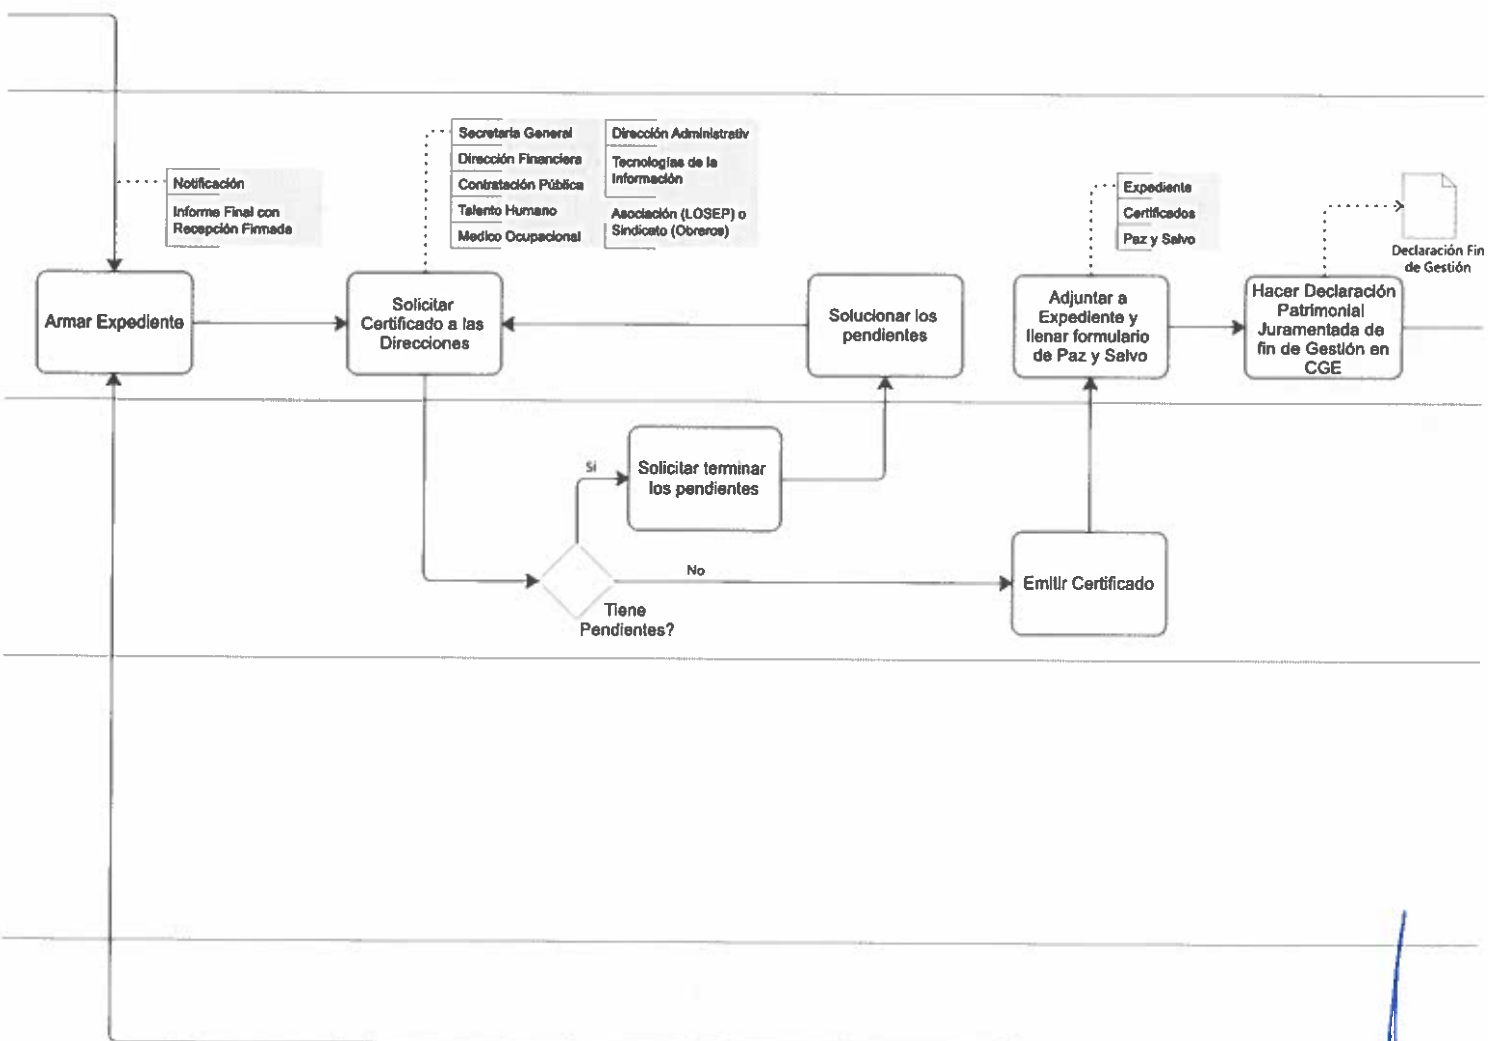 Notificación
Informe Final con
Recepción Firmada
Secretaria General
Dirección Financiera
Contratación Pública
Talento Humano
Medico Ocupacional
Dirección Administrativ
Tecnologías de la
Información
Asociación (LOSEP) o
Sindicato (Obreros)
Expediente
Certificados
Paz y Salvo
Declaración Fin
de Gestión
Armar Expediente
Solicitar
Certificado a las
Direcciones
Solucionar los
pendientes
Adjuntar a
Expediente y
llenar formulario
de Paz y Salvo
Hacer Declaración
Patrimonial
Juramentada de
fin de Gestión en
CGE
Si
Solicitar terminar
los pendientes
No
Tiene
Pendientes?
Emitir Certificado